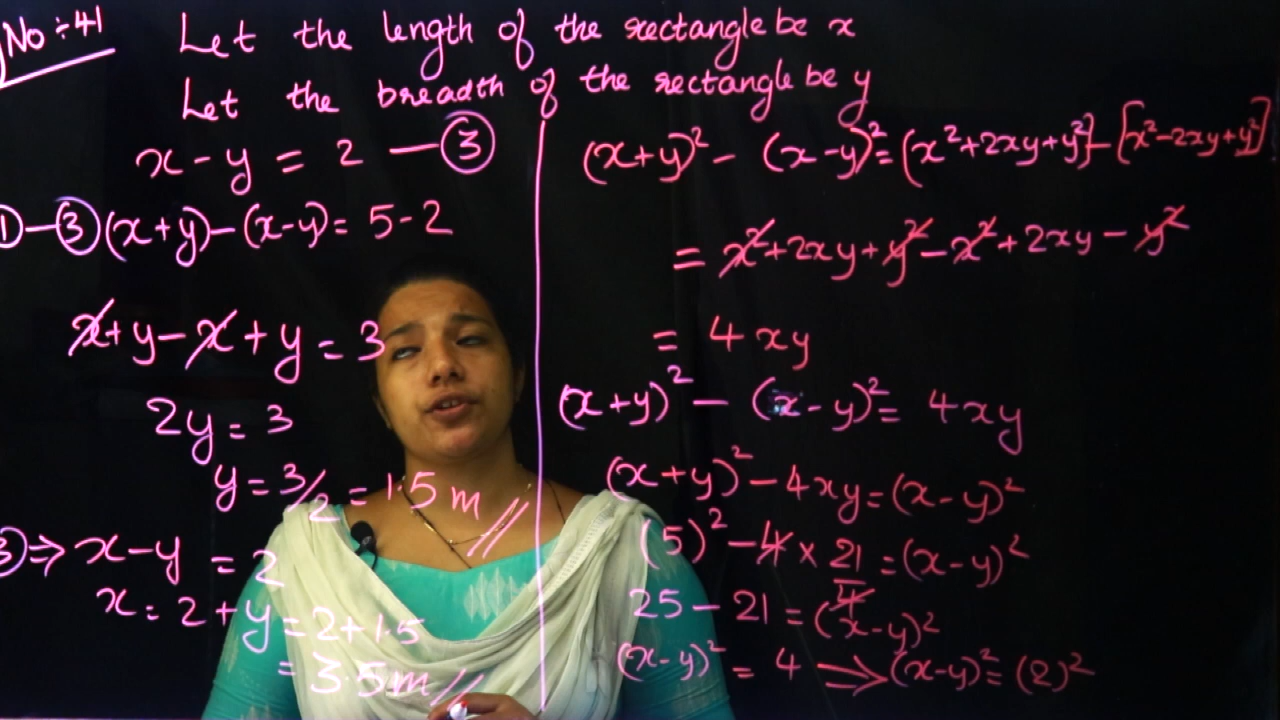 No ÷ 41
Let the length of the rectangle be x
Let the breadth of the rectangle be y
x - y = 2 — ③
① - ③ (x+y) - (x-y) = 5 - 2
x + y - x + y = 3
2y = 3
y = 3/2 = 1.5 m //
③ ⇒ x - y = 2
x = 2 + y = 2 + 1.5
= 3.5 m //
(x+y)² - (x-y)² = (x²+2xy+y²] - [x²-2xy+y²]
= x² + 2xy + y² - x² + 2xy - y²
= 4xy
(x+y)² - (x-y)² = 4xy
(x+y)² - 4xy = (x-y)²
(5)² - 4 × 21/4 = (x-y)²
25 - 21 = (x-y)²
(x-y)² = 4 ⇒ (x-y)² = (2)²